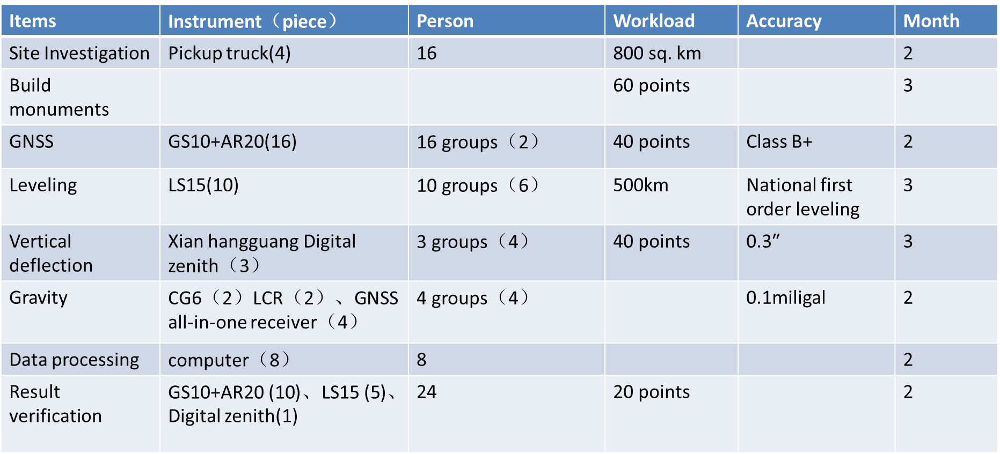 Items Instrument（piece） Person Workload Accuracy Month
Site Investigation Pickup truck(4) 16 800 sq. km 2
Build 60 points 3
monuments
GNSS GS10+AR20(16) 16 groups（2） 40 points Class B+ 2
Leveling LS15(10) 10 groups（6） 500km National first 3
order leveling
Vertical Xian hangguang Digital 3 groups（4） 40 points 0.3″ 3
deflection zenith（3）
Gravity CG6（2）LCR（2）、GNSS 4 groups（4） 0.1miligal 2
all-in-one receiver（4）
Data processing computer（8） 8 2
Result GS10+AR20 (10)、LS15 (5)、 24 20 points 2
verification Digital zenith(1)